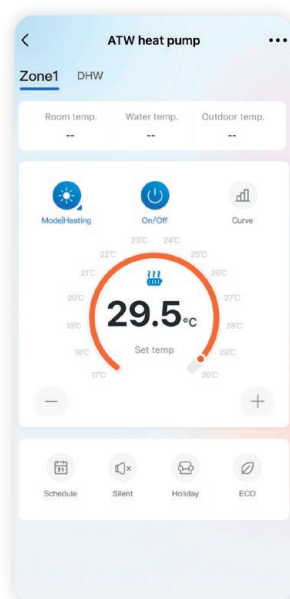 ATW heat pump
Zone1 DHW
Room temp. Water temp. Outdoor temp.
-- -- --
Mode|Heating On/Off Curve
23°C 24°C
22°C 25°C
21°C 26°C
20°C 27°C
19°C 28°C
18°C 29°C
17°C 30°C
29.5°C
Set temp
31
Schedule Silent Holiday ECO